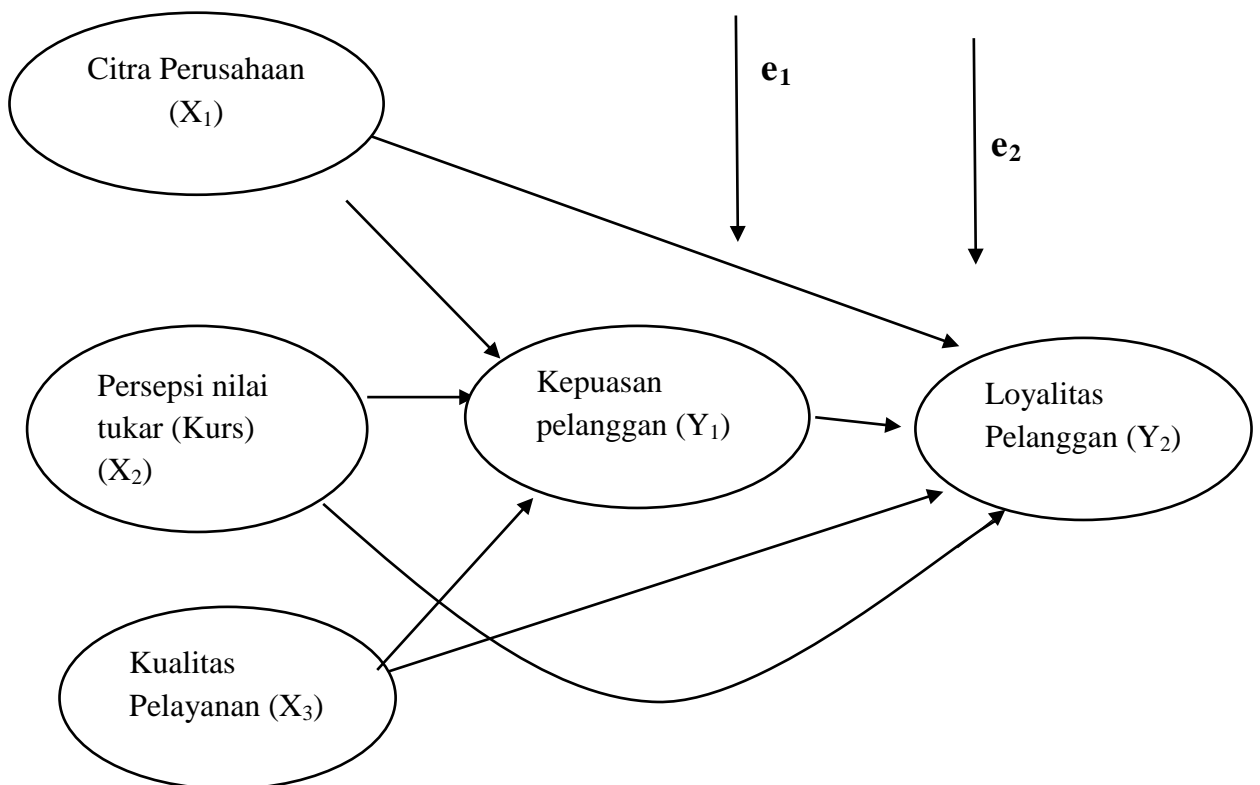 Citra Perusahaan
(X₁)
e₁
e₂
Persepsi nilai
tukar (Kurs)
(X₂)
Kepuasan
pelanggan (Y₁)
Loyalitas
Pelanggan (Y₂)
Kualitas
Pelayanan (X₃)